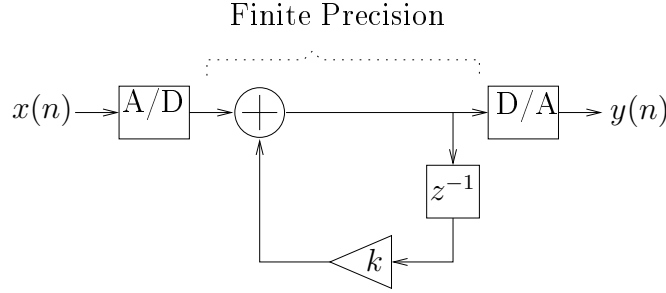 Finite Precision
x(n) A/D D/A y(n)
z⁻¹
k